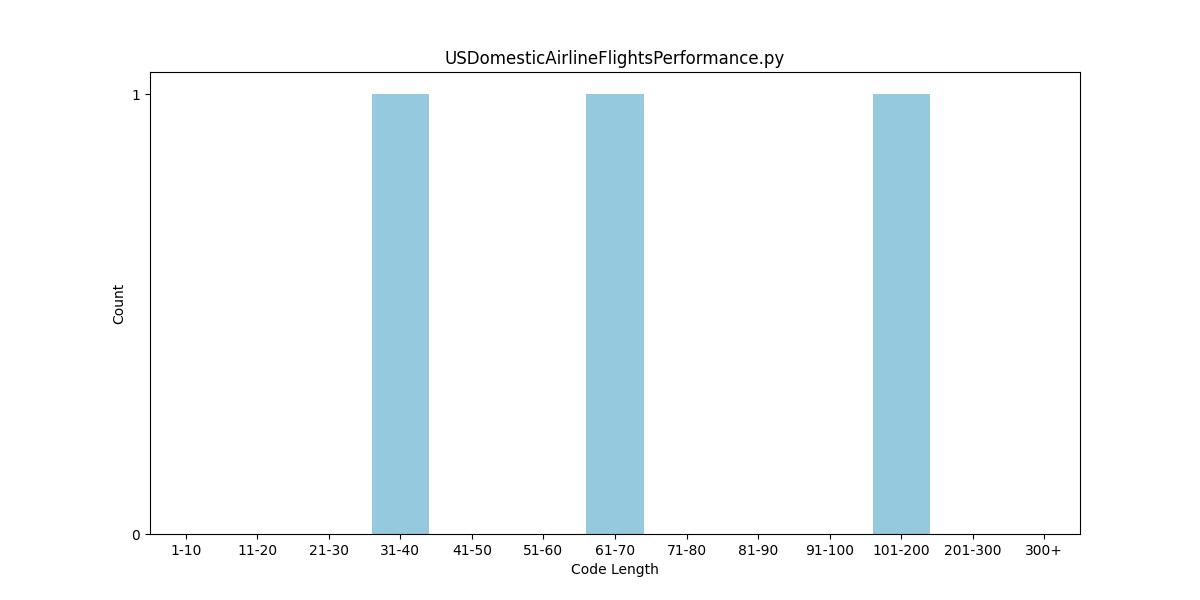 USDomesticAirlineFlightsPerformance.py
1
Count
0
1-10 11-20 21-30 31-40 41-50 51-60 61-70 71-80 81-90 91-100 101-200 201-300 300+
Code Length